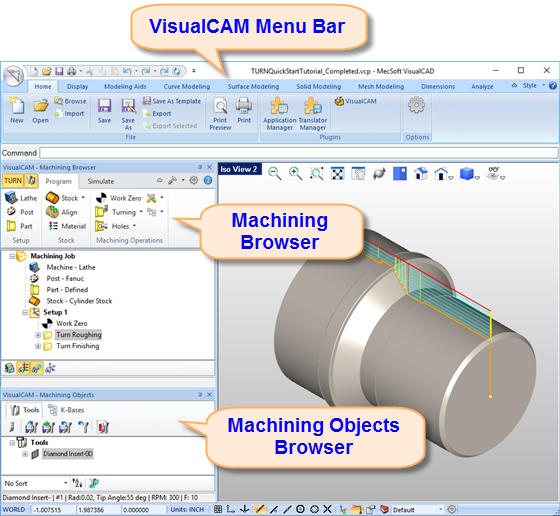 VisualCAM Menu Bar
TURNQuickStartTutorial_Completed.vcp - MecSoft VisualCAD
Home Display Modeling Aids Curve Modeling Surface Modeling Solid Modeling Mesh Modeling Dimensions Analyze Style
New Open Browse Import Save Save As Save As Template Export Export Selected Print Preview Print Application Manager Translator Manager VisualCAM Options
File Plugins
Command
VisualCAM - Machining Browser
TURN Program Simulate
Lathe Stock Work Zero
Post Align Turning
Part Material Holes
Setup Stock Machining Operations
Machining Browser
Machining Job
Machine - Lathe
Post - Fanuc
Part - Defined
Stock - Cylinder Stock
Setup 1
Work Zero
Turn Roughing
Turn Finishing
Iso View 2
VisualCAM - Machining Objects
Tools K-Bases
Machining Objects Browser
Tools
Diamond Insert-0D
No Sort
Diamond Insert- | #1 | Rad:0.02, Tip Angle:55 deg | RPM: 300 | F: 10
WORLD -1.007515 1.987386 0.000000 Units: INCH Default